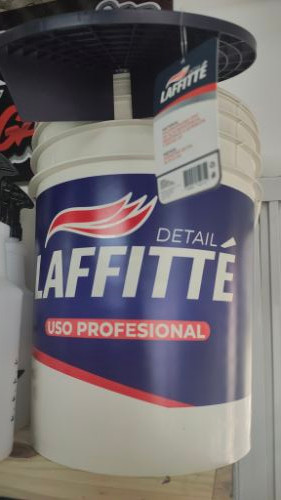 LAFFITTÉ
DETAIL
LAFFITTÉ
USO PROFESIONAL